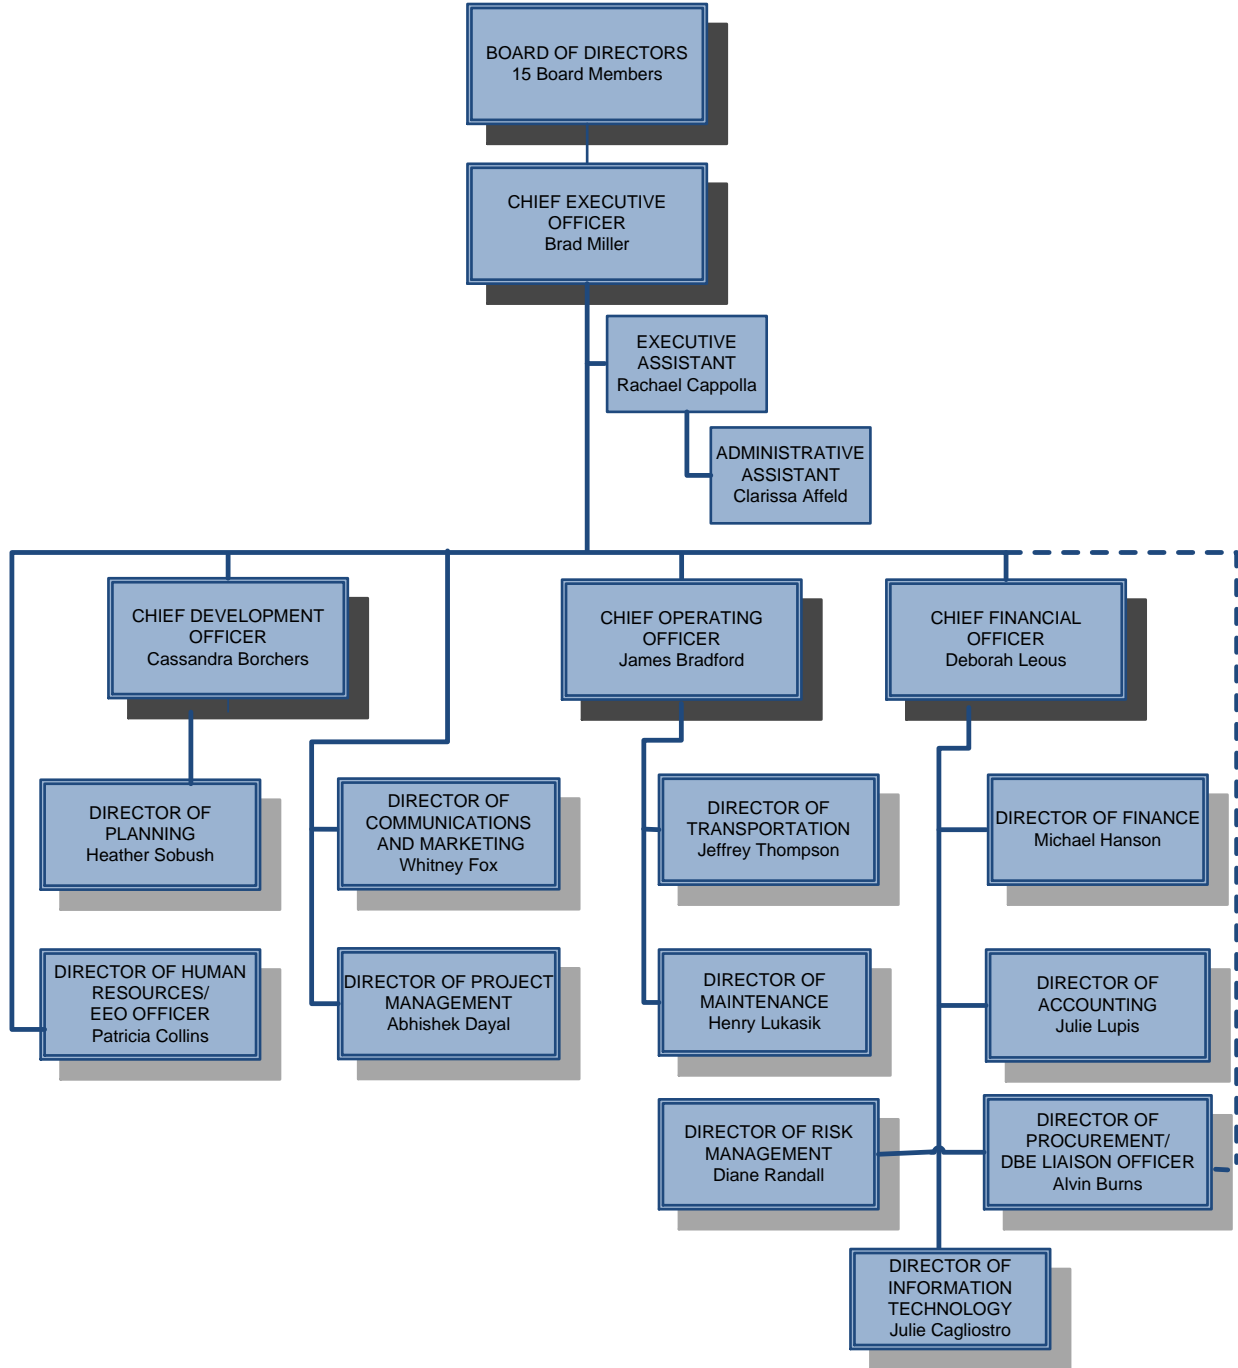 BOARD OF DIRECTORS
15 Board Members
CHIEF EXECUTIVE
OFFICER
Brad Miller
EXECUTIVE
ASSISTANT
Rachael Cappolla
ADMINISTRATIVE
ASSISTANT
Clarissa Affeld
CHIEF DEVELOPMENT
OFFICER
Cassandra Borchers
CHIEF OPERATING
OFFICER
James Bradford
CHIEF FINANCIAL
OFFICER
Deborah Leous
DIRECTOR OF
PLANNING
Heather Sobush
DIRECTOR OF
COMMUNICATIONS
AND MARKETING
Whitney Fox
DIRECTOR OF
TRANSPORTATION
Jeffrey Thompson
DIRECTOR OF FINANCE
Michael Hanson
DIRECTOR OF HUMAN
RESOURCES/
EEO OFFICER
Patricia Collins
DIRECTOR OF PROJECT
MANAGEMENT
Abhishek Dayal
DIRECTOR OF
MAINTENANCE
Henry Lukasik
DIRECTOR OF
ACCOUNTING
Julie Lupis
DIRECTOR OF RISK
MANAGEMENT
Diane Randall
DIRECTOR OF
PROCUREMENT/
DBE LIAISON OFFICER
Alvin Burns
DIRECTOR OF
INFORMATION
TECHNOLOGY
Julie Cagliostro